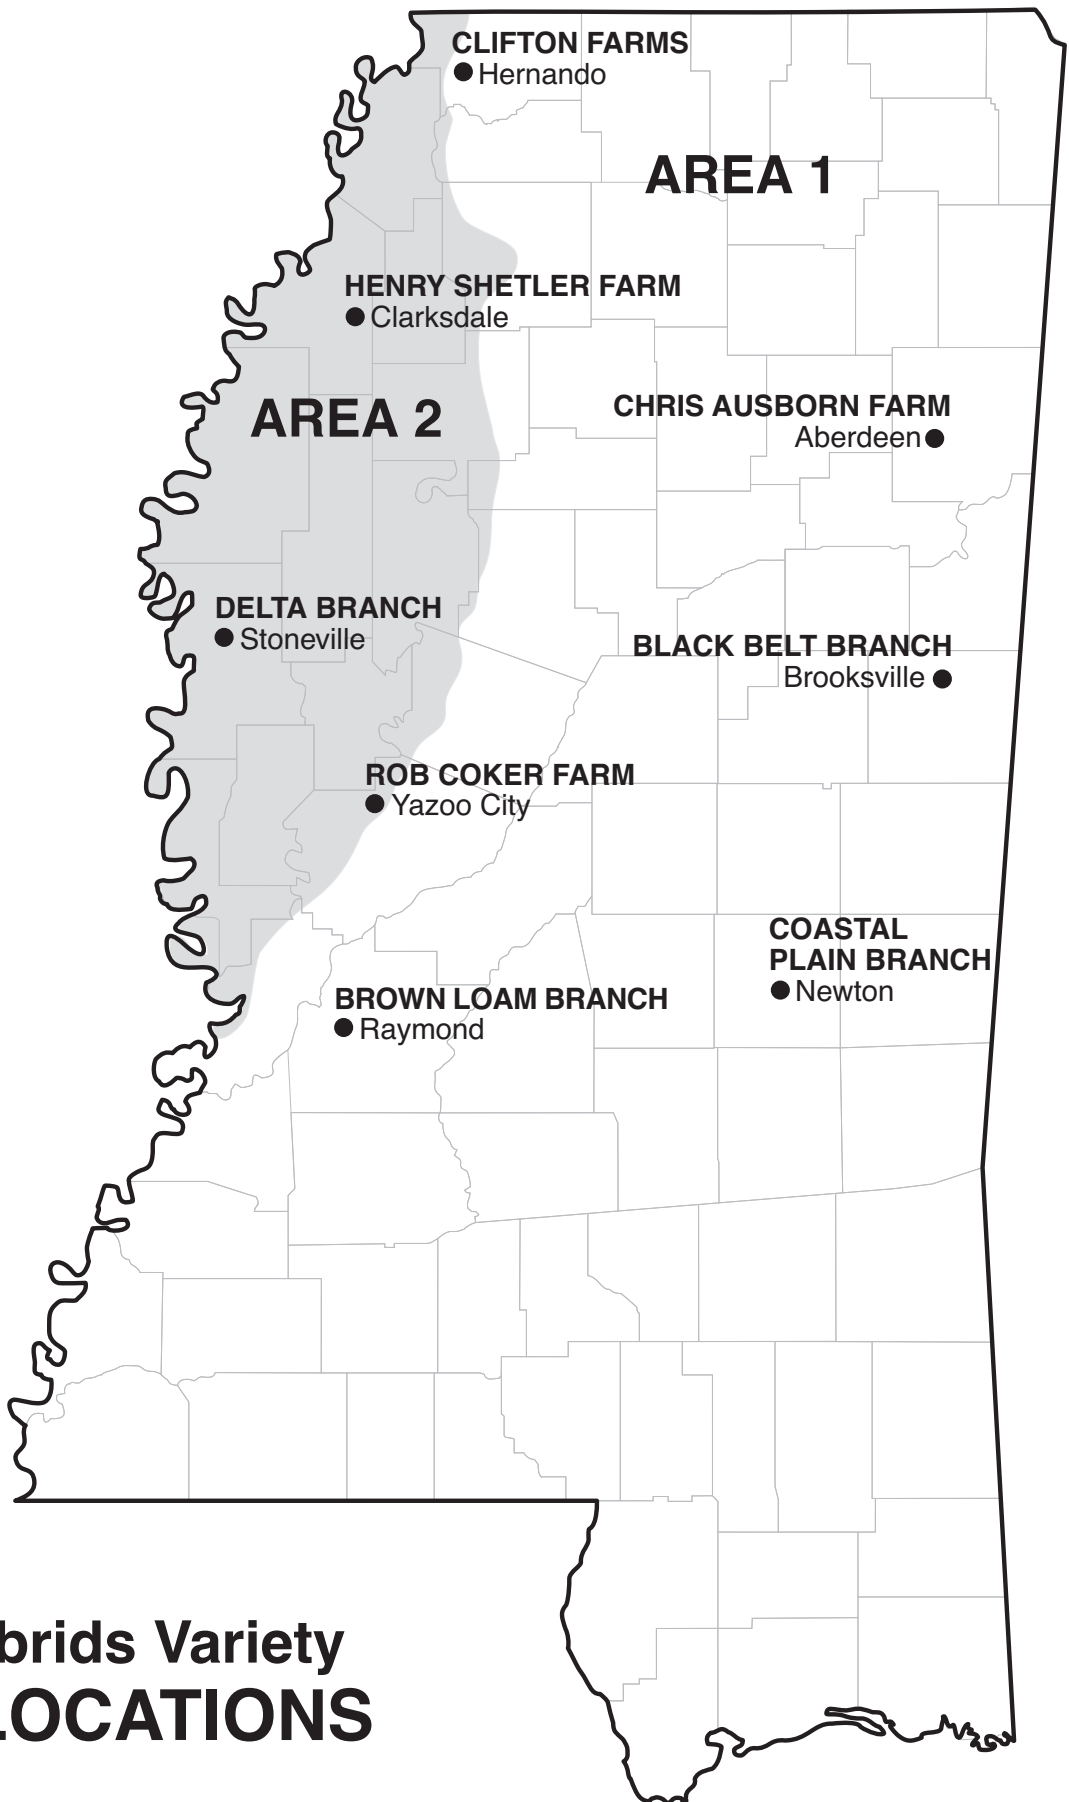 CLIFTON FARMS
Hernando
AREA 1
HENRY SHETLER FARM
Clarksdale
AREA 2
CHRIS AUSBORN FARM
Aberdeen
DELTA BRANCH
Stoneville
BLACK BELT BRANCH
Brooksville
ROB COKER FARM
Yazoo City
COASTAL
PLAIN BRANCH
Newton
BROWN LOAM BRANCH
Raymond
brids Variety
LOCATIONS